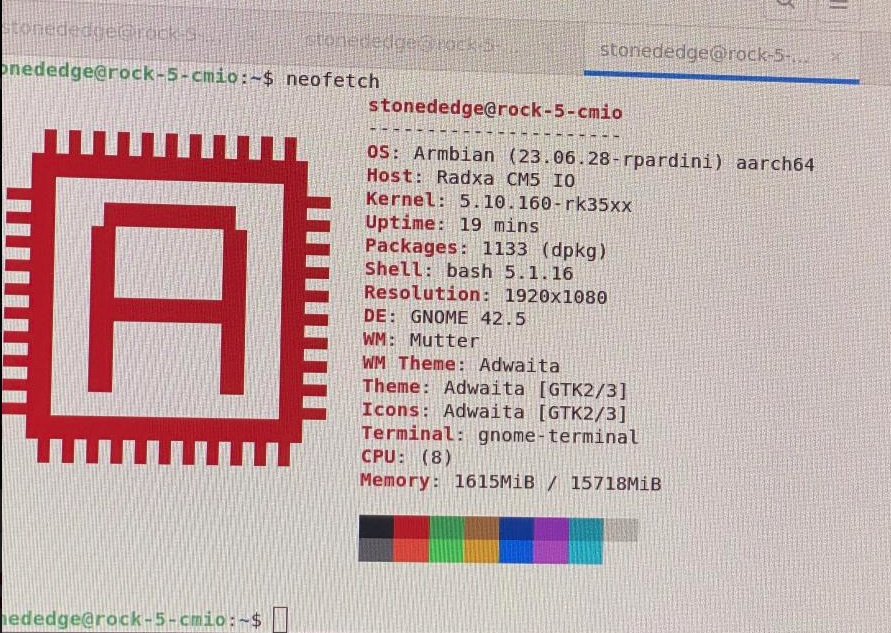 stonededge@rock-5-...
stonededge@rock-5-
stonededge@rock-5-...
onededge@rock-5-cmio:~$ neofetch
stonededge@rock-5-cmio
----------------------
OS: Armbian (23.06.28-rpardini) aarch64
Host: Radxa CM5 IO
Kernel: 5.10.160-rk35xx
Uptime: 19 mins
Packages: 1133 (dpkg)
Shell: bash 5.1.16
Resolution: 1920x1080
DE: GNOME 42.5
WM: Mutter
WM Theme: Adwaita
Theme: Adwaita [GTK2/3]
Icons: Adwaita [GTK2/3]
Terminal: gnome-terminal
CPU: (8)
Memory: 1615MiB / 15718MiB
nededge@rock-5-cmio:~$